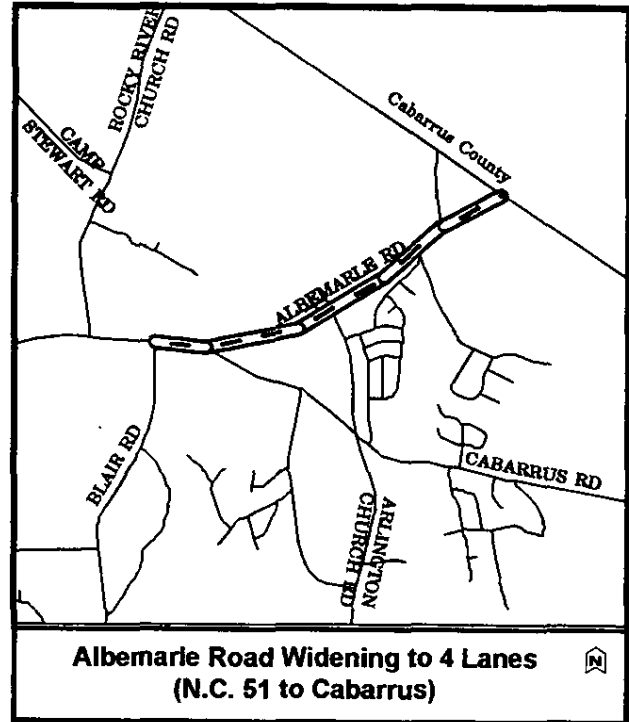 ROCKY RIVER
CHURCH RD
CAMP
STEWART RD
Cabarrus County
ALBEMARLE RD
BLAIR RD
CABARRUS RD
ARLINGTON
CHURCH RD
Albemarle Road Widening to 4 Lanes
(N.C. 51 to Cabarrus)
N